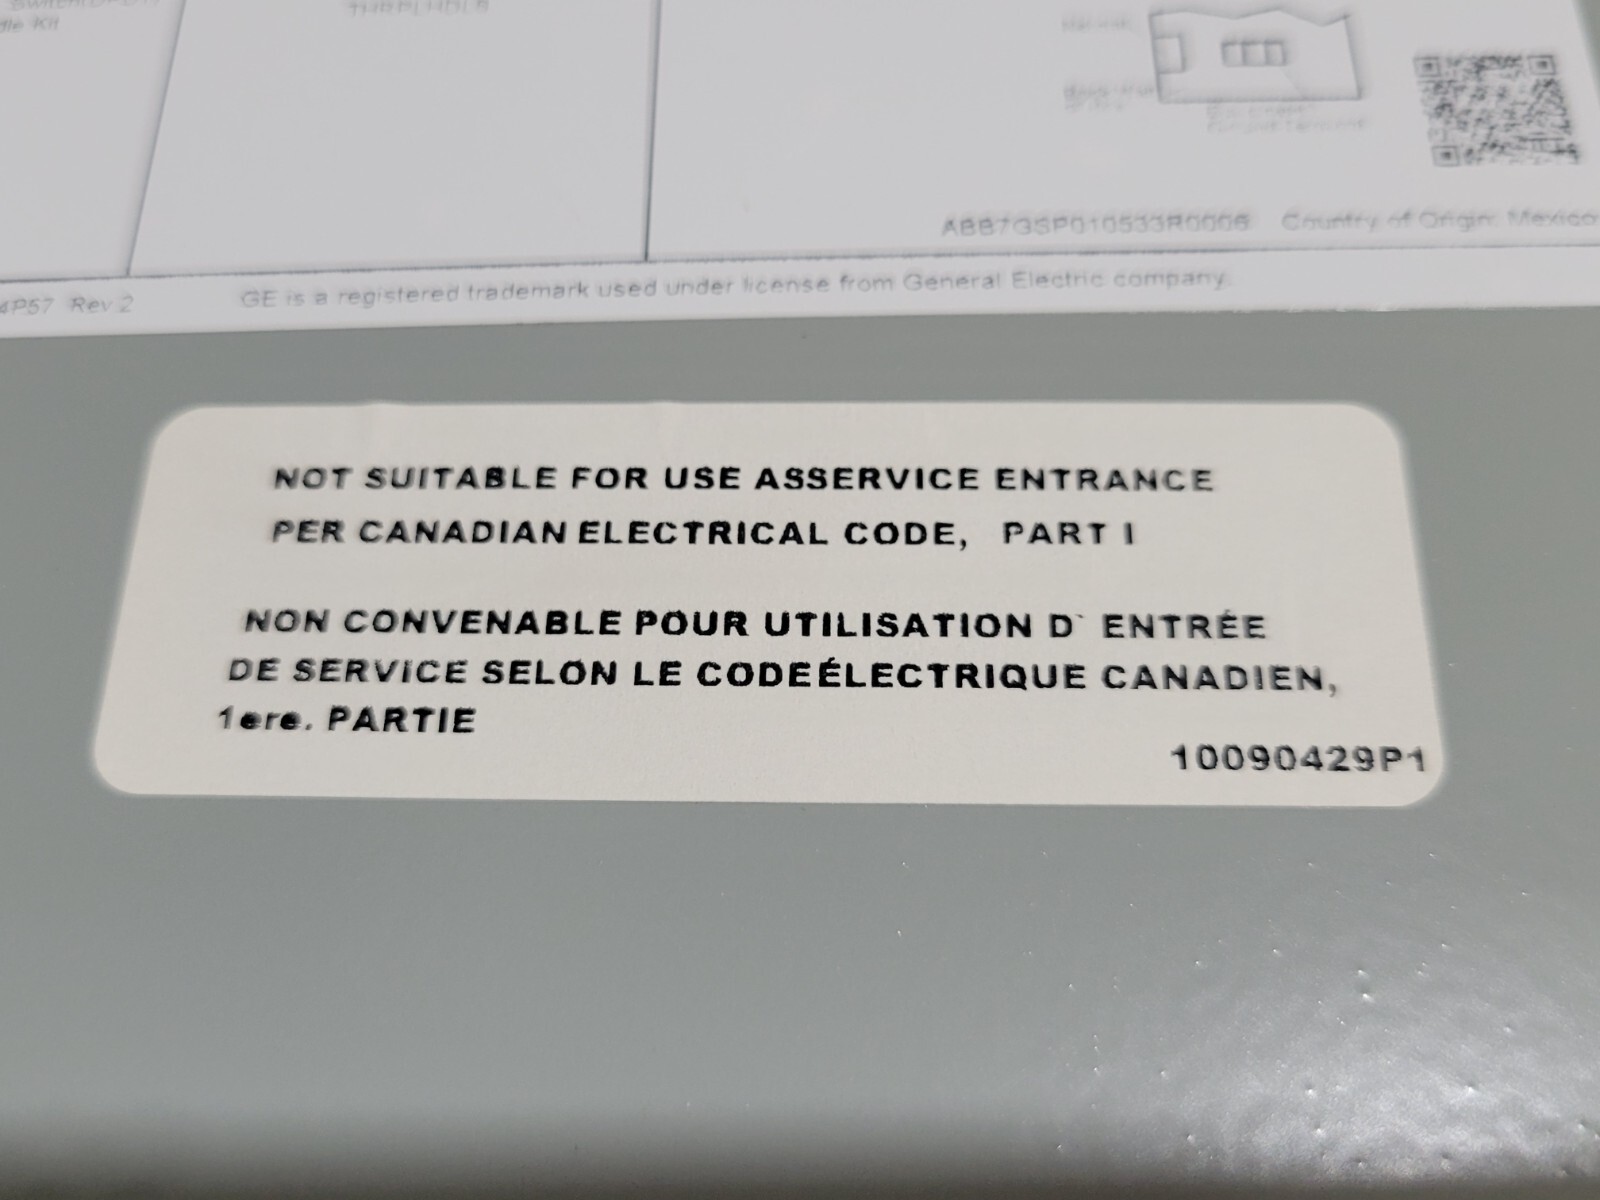 Kit
4P57 Rev 2
GE is a registered trademark used under license from General Electric company.
Country of Origin: Mexico
NOT SUITABLE FOR USE ASSERVICE ENTRANCE
PER CANADIAN ELECTRICAL CODE, PART I
NON CONVENABLE POUR UTILISATION D` ENTRÉE
DE SERVICE SELON LE CODEÉLECTRIQUE CANADIEN,
1ere. PARTIE
10090429P1